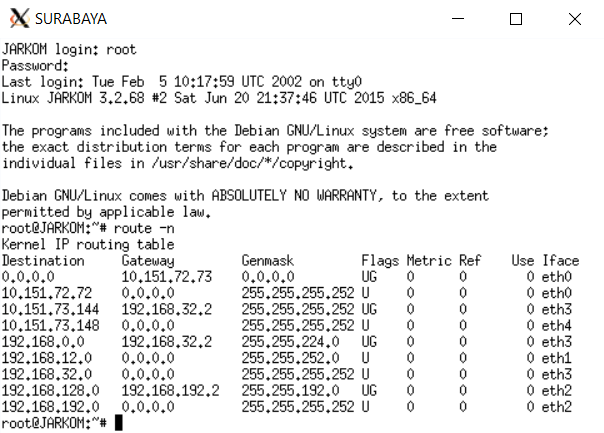 SURABAYA
JARKOM login: root
Password:
Last login: Tue Feb  5 10:17:59 UTC 2002 on tty0
Linux JARKOM 3.2.68 #2 Sat Jun 20 21:37:46 UTC 2015 x86_64

The programs included with the Debian GNU/Linux system are free software;
the exact distribution terms for each program are described in the
individual files in /usr/share/doc/*/copyright.

Debian GNU/Linux comes with ABSOLUTELY NO WARRANTY, to the extent
permitted by applicable law.
root@JARKOM:~# route -n
Kernel IP routing table
Destination     Gateway         Genmask         Flags Metric Ref    Use Iface
0.0.0.0         10.151.72.73    0.0.0.0         UG    0      0        0 eth0
10.151.72.72    0.0.0.0         255.255.255.252 U     0      0        0 eth0
10.151.73.144   192.168.32.2    255.255.255.252 UG    0      0        0 eth3
10.151.73.148   0.0.0.0         255.255.255.252 U     0      0        0 eth4
192.168.0.0     192.168.32.2    255.255.224.0   UG    0      0        0 eth3
192.168.12.0    0.0.0.0         255.255.252.0   U     0      0        0 eth1
192.168.32.0    0.0.0.0         255.255.255.252 U     0      0        0 eth3
192.168.128.0   192.168.192.2   255.255.192.0   UG    0      0        0 eth2
192.168.192.0   0.0.0.0         255.255.255.252 U     0      0        0 eth2
root@JARKOM:~#